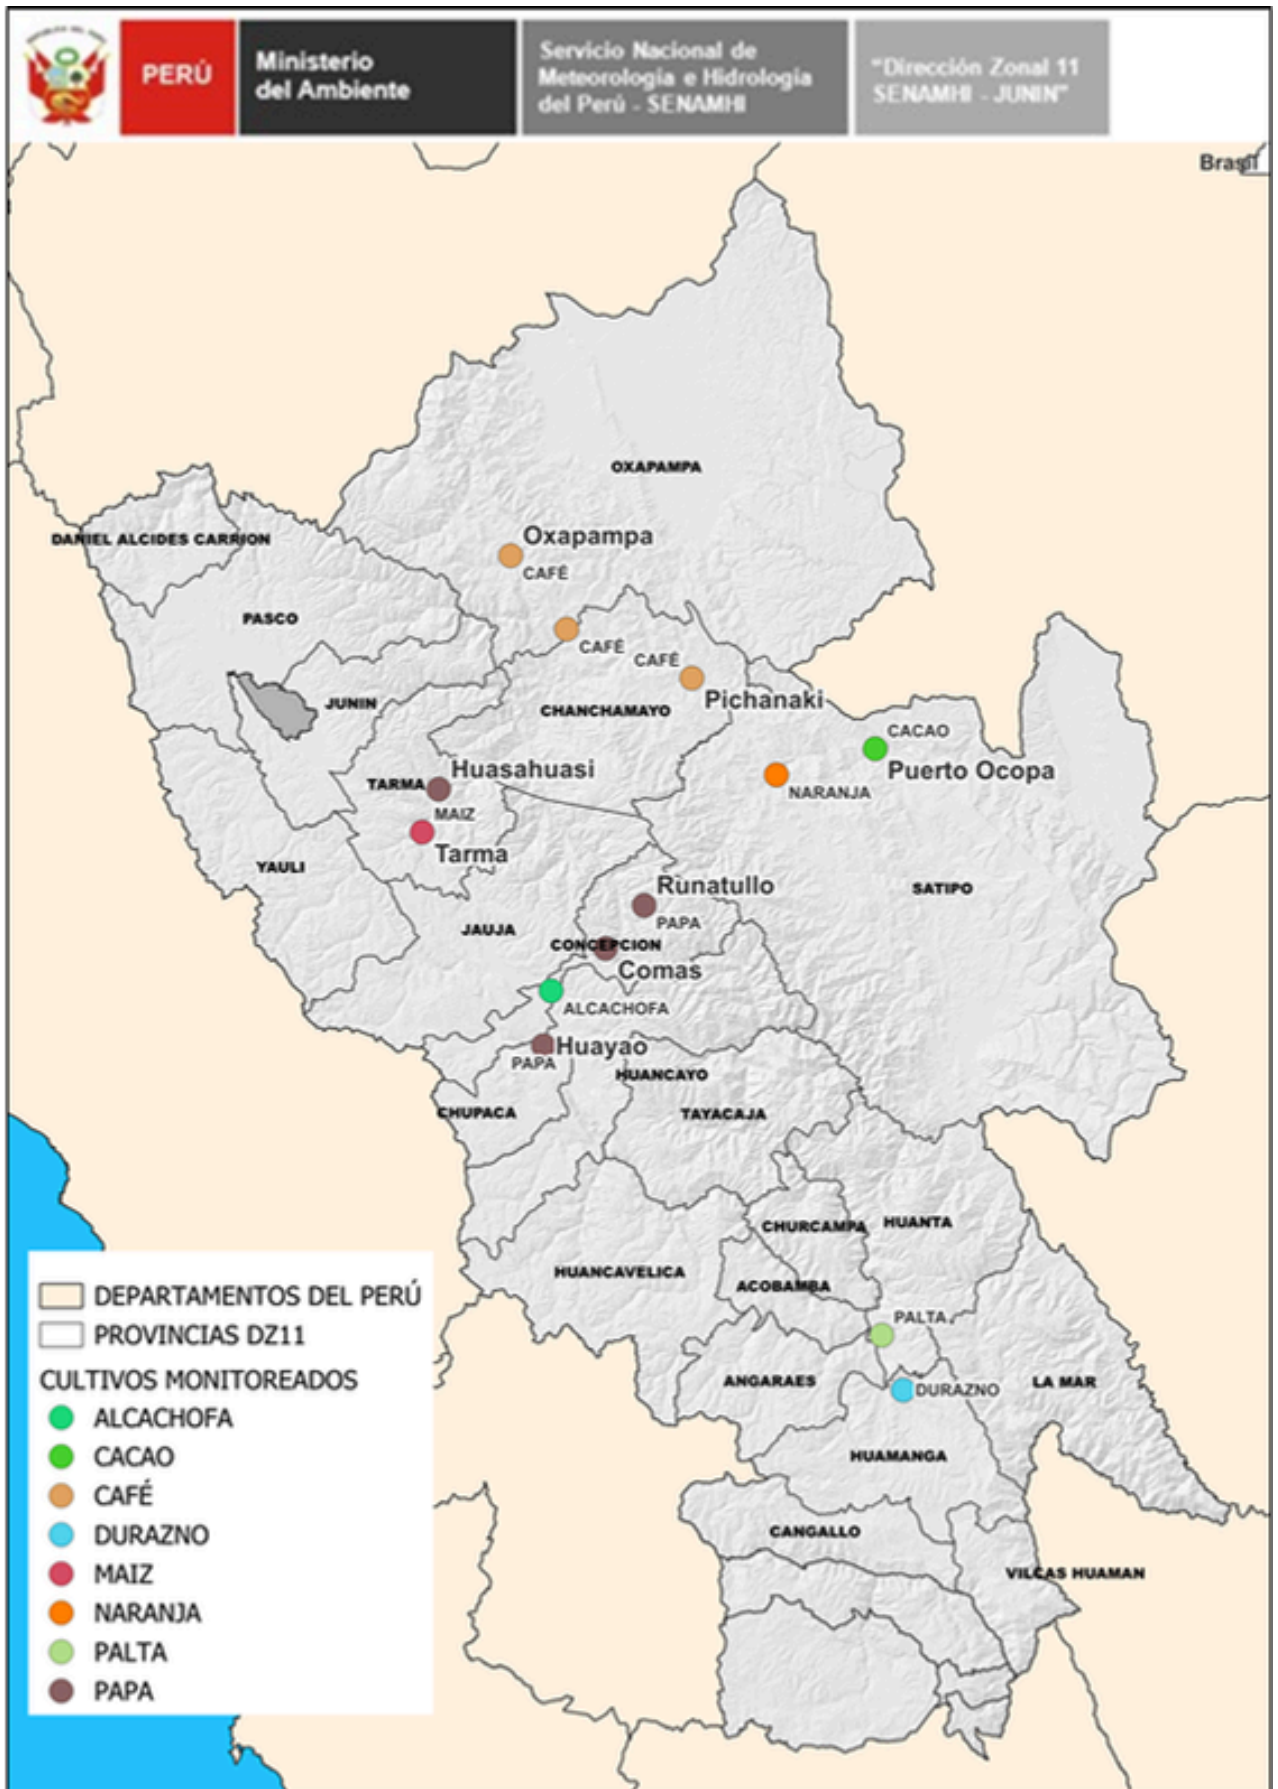 REPUBLICA DEL PERU
PERÚ
Ministerio
del Ambiente
Servicio Nacional de
Meteorología e Hidrología
del Perú - SENAMHI
"Dirección Zonal 11
SENAMHI - JUNIN"
Brasil
OXAPAMPA
Oxapampa
CAFÉ
DANIEL ALCIDES CARRION
PASCO
CAFÉ
CAFÉ
Pichanaki
JUNIN
CHANCHAMAYO
CACAO
Puerto Ocopa
NARANJA
Huasahuasi
TARMA
MAIZ
Tarma
YAULI
Runatullo
PAPA
SATIPO
JAUJA
CONCEPCION
Comas
ALCACHOFA
Huayao
PAPA
HUANCAYO
CHUPACA
TAYACAJA
CHURCAMPA
HUANTA
HUANCAVELICA
ACOBAMBA
PALTA
ANGARAES
DURAZNO
LA MAR
HUAMANGA
CANGALLO
VILCAS HUAMAN
DEPARTAMENTOS DEL PERÚ
PROVINCIAS DZ11
CULTIVOS MONITOREADOS
ALCACHOFA
CACAO
CAFÉ
DURAZNO
MAIZ
NARANJA
PALTA
PAPA